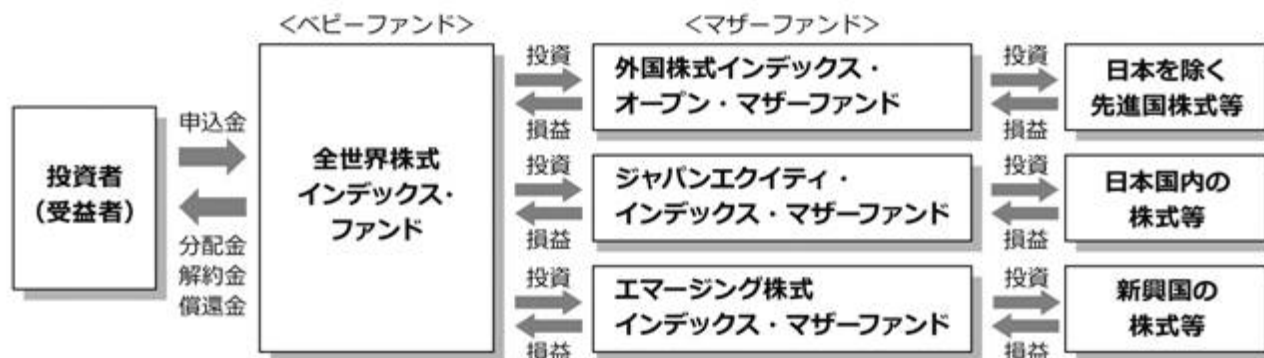 <ベビーファンド>
<マザーファンド>
投資者
（受益者）
申込金
分配金
解約金
償還金
全世界株式
インデックス・
ファンド
投資
損益
外国株式インデックス・
オープン・マザーファンド
投資
損益
日本を除く
先進国株式等
投資
損益
ジャパンエクイティ・
インデックス・マザーファンド
投資
損益
日本国内の
株式等
投資
損益
エマージング株式
インデックス・マザーファンド
投資
損益
新興国の
株式等